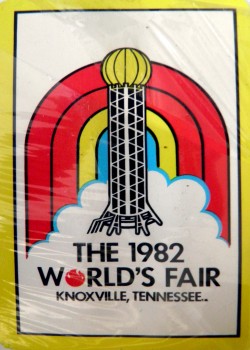 THE 1982
WORLD'S FAIR
KNOXVILLE, TENNESSEE